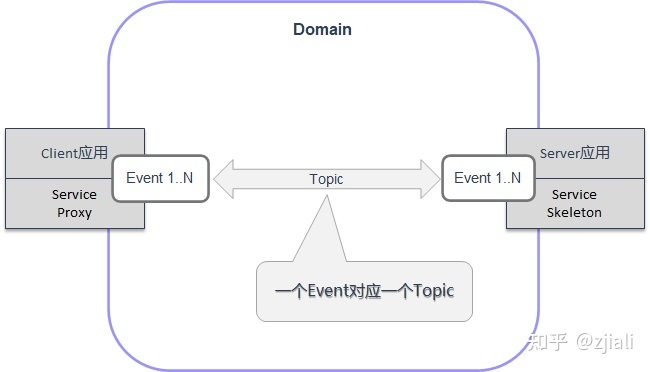 Domain
Client应用
Service
Proxy
Event 1..N
Topic
Event 1..N
Server应用
Service
Skeleton
一个Event对应一个Topic
知乎 @zjiali